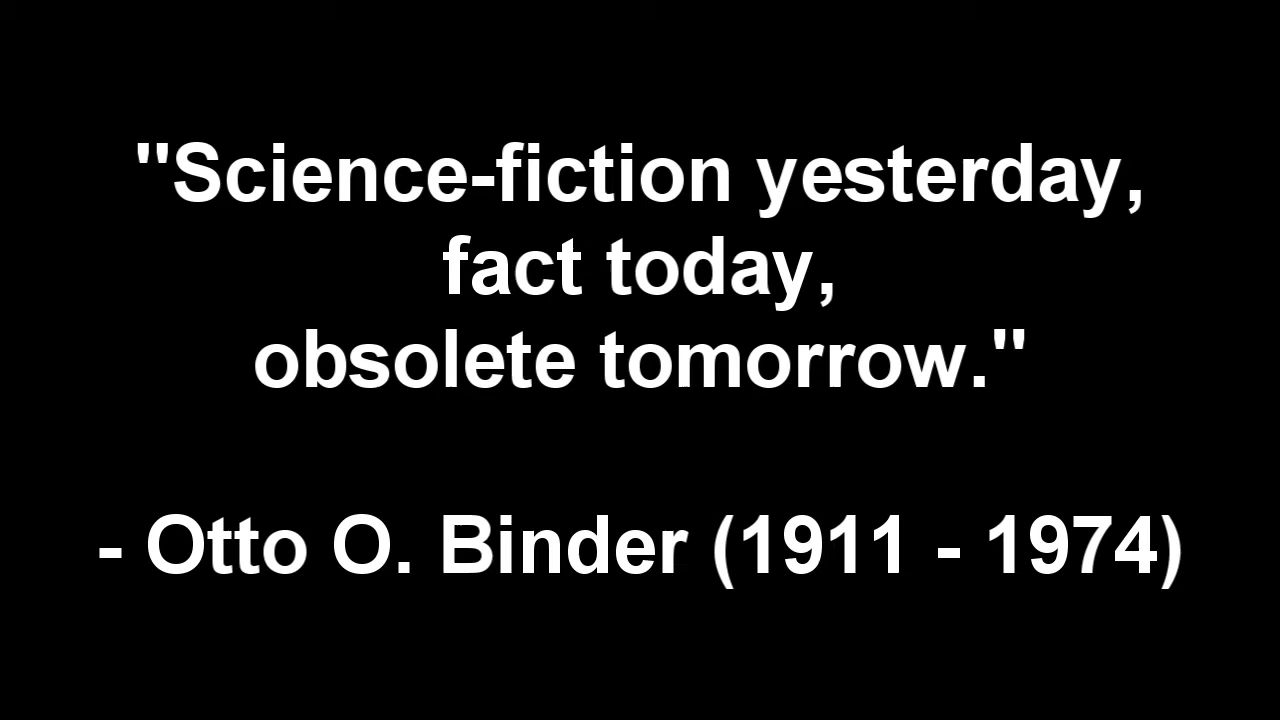 "Science-fiction yesterday,
fact today,
obsolete tomorrow."
- Otto O. Binder (1911 - 1974)